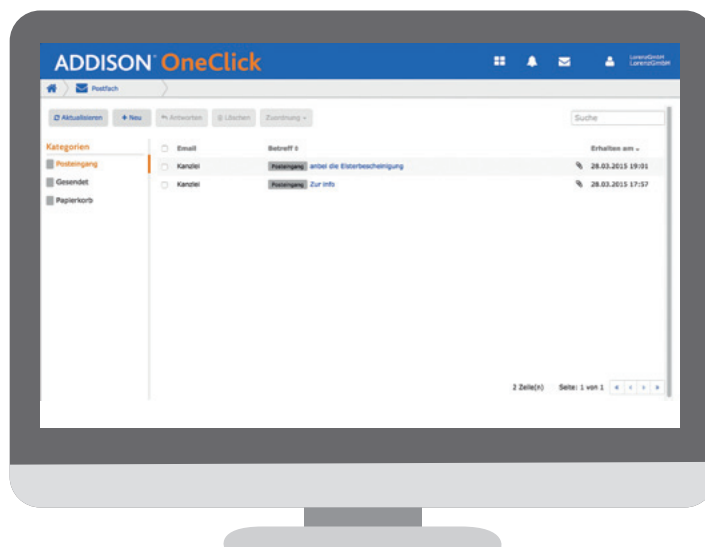 ADDISON OneClick
LorenzGmbH
LorenzGmbH
Postfach
Aktualisieren + Neu Antworten Löschen Zuordnung
Suche
Kategorien
Email Betreff Erhalten am
Posteingang
Kanzlei Posteingang anbei die Elsterbescheinigung 28.03.2015 19:01
Gesendet
Kanzlei Posteingang Zur Info 28.03.2015 17:57
Papierkorb
2 Zeile(n) Seite: 1 von 1 « ‹ › »